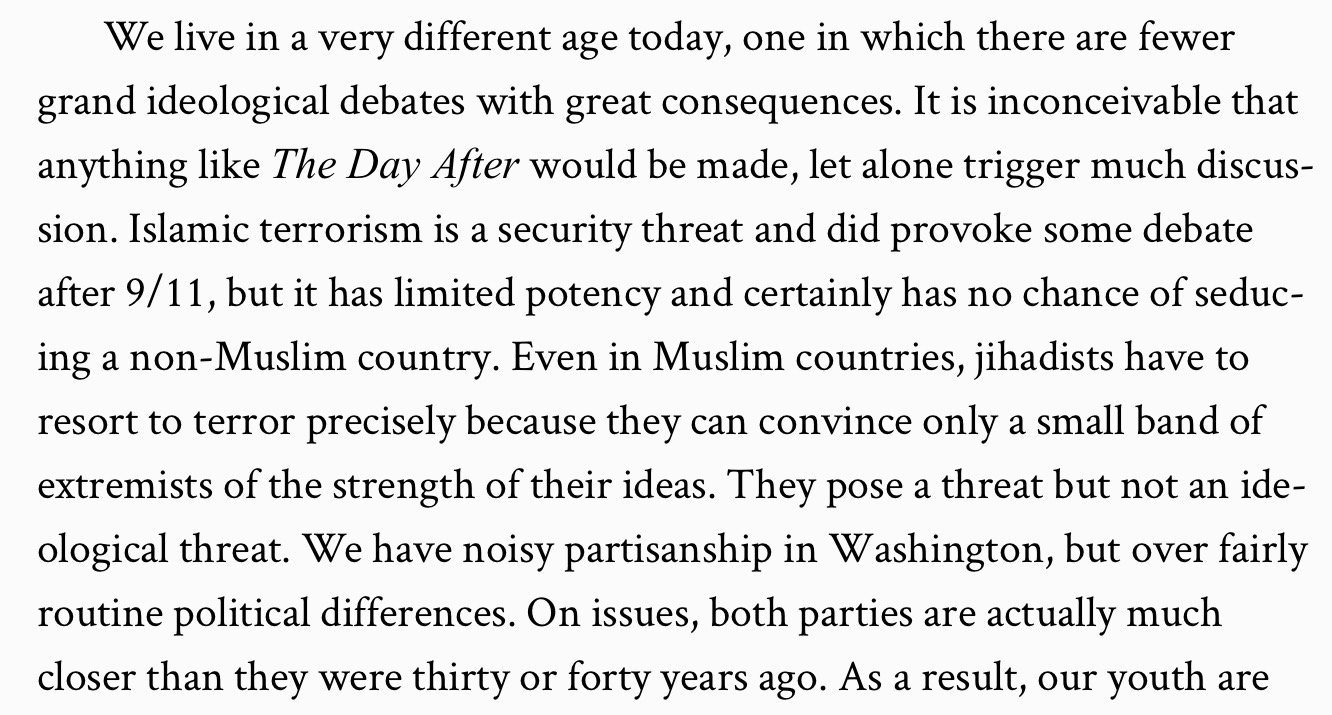 We live in a very different age today, one in which there are fewer
grand ideological debates with great consequences. It is inconceivable that
anything like The Day After would be made, let alone trigger much discus-
sion. Islamic terrorism is a security threat and did provoke some debate
after 9/11, but it has limited potency and certainly has no chance of seduc-
ing a non-Muslim country. Even in Muslim countries, jihadists have to
resort to terror precisely because they can convince only a small band of
extremists of the strength of their ideas. They pose a threat but not an ide-
ological threat. We have noisy partisanship in Washington, but over fairly
routine political differences. On issues, both parties are actually much
closer than they were thirty or forty years ago. As a result, our youth are